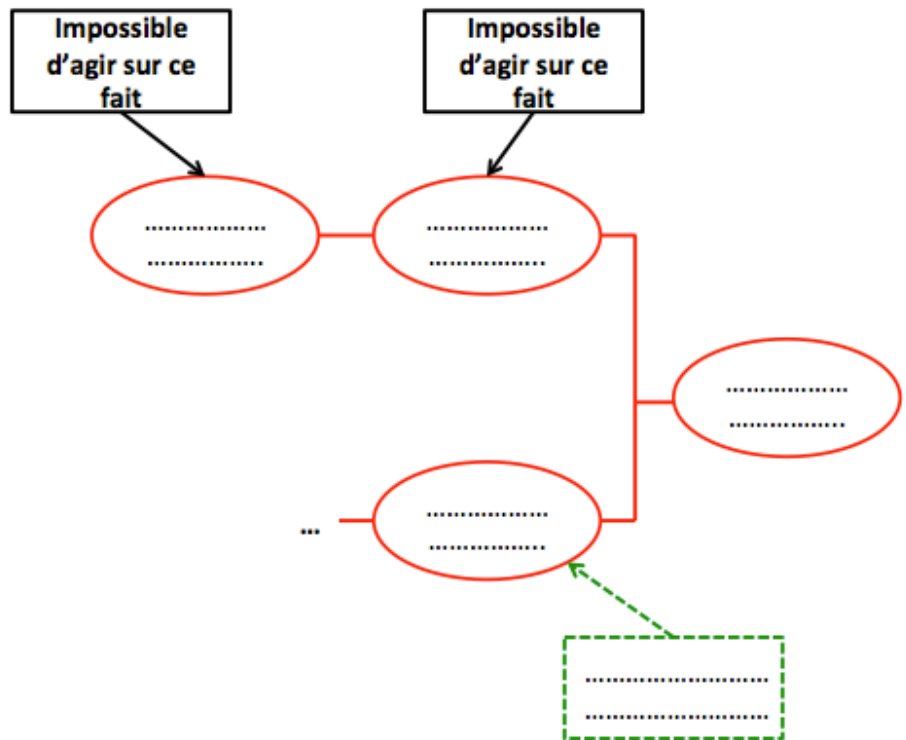 Impossible
d'agir sur ce
fait
Impossible
d'agir sur ce
fait
………………
……………..
………………
……………..
………………
……………..
………………
……………..
...
………………………
………………………